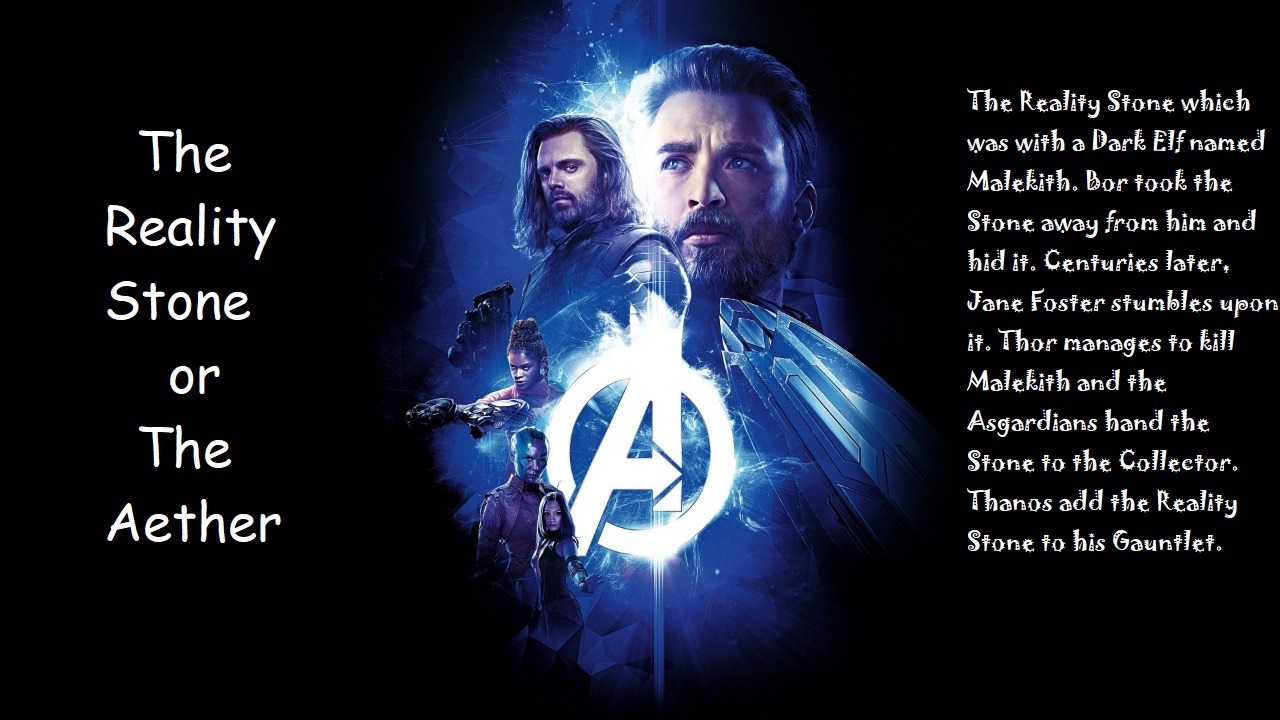 The
Reality
Stone
or
The
Aether
The Reality Stone which
was with a Dark Elf named
Malekith. Bor took the
Stone away from him and
hid it. Centuries later,
Jane Foster stumbles upon
it. Thor manages to kill
Malekith and the
Asgardians hand the
Stone to the Collector.
Thanos add the Reality
Stone to his Gauntlet.